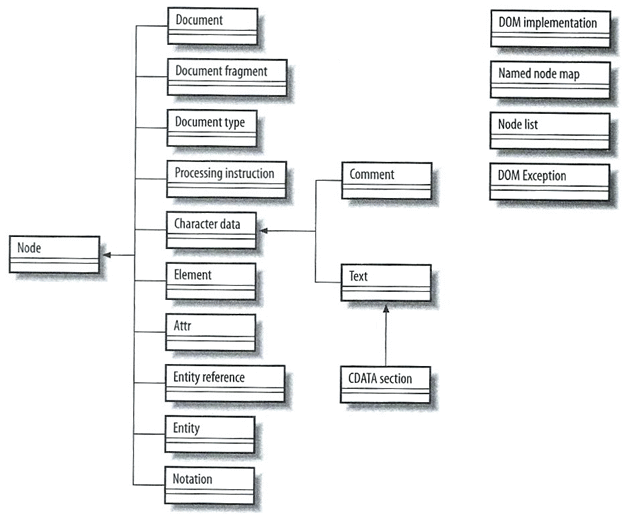 Document
Document fragment
Document type
Processing instruction
Character data
Node
Element
Attr
Entity reference
Entity
Notation
Comment
Text
CDATA section
DOM implementation
Named node map
Node list
DOM Exception